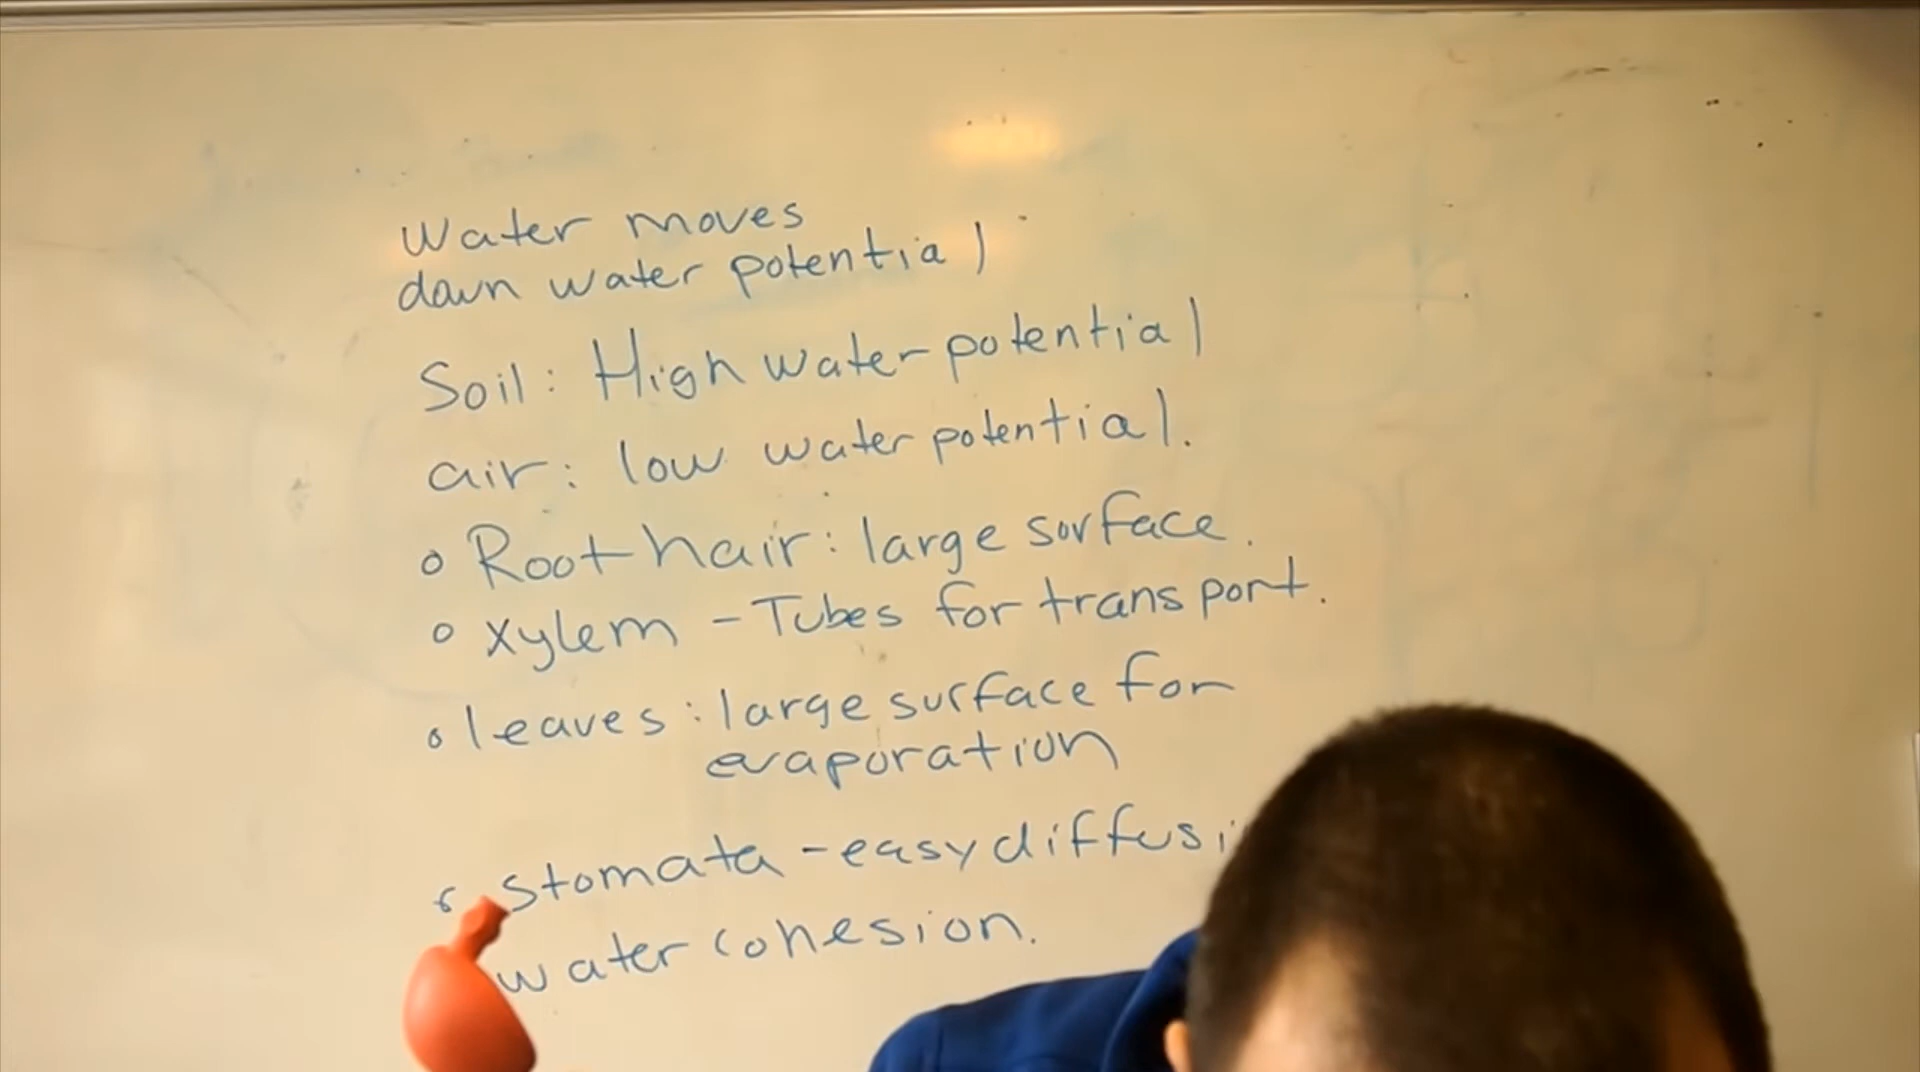 Water moves
down water potential
Soil: High water potential
air: low water potential.
Root hair: large surface.
xylem - Tubes for transport.
leaves: large surface for
evaporation
stomata - easy diffusi
water cohesion.